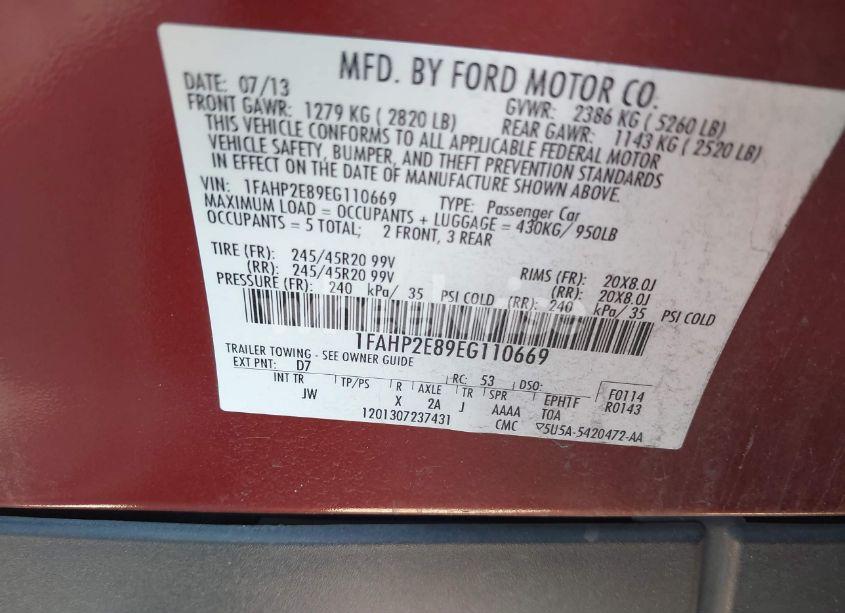 MFD. BY FORD MOTOR CO.
DATE: 07/13 GVWR: 2386 KG ( 5260 LB)
FRONT GAWR: 1279 KG ( 2820 LB) REAR GAWR: 1143 KG ( 2520 LB)
THIS VEHICLE CONFORMS TO ALL APPLICABLE FEDERAL MOTOR
VEHICLE SAFETY, BUMPER, AND THEFT PREVENTION STANDARDS
IN EFFECT ON THE DATE OF MANUFACTURE SHOWN ABOVE.
VIN: 1FAHP2E89EG110669 TYPE: Passenger Car
MAXIMUM LOAD = OCCUPANTS + LUGGAGE = 430KG/ 950LB
OCCUPANTS = 5 TOTAL; 2 FRONT, 3 REAR
TIRE (FR): 245/45R20 99V RIMS (FR): 20X8.0J
(RR): 245/45R20 99V (RR): 20X8.0J
PRESSURE (FR): 240 kPa/ 35 PSI COLD (RR): 240 kPa/ 35 PSI COLD
1FAHP2E89EG110669
TRAILER TOWING - SEE OWNER GUIDE
EXT PNT: D7 RC: 53 DSO: F0114
INT TR TP/PS R AXLE TR SPR EPHTF R0143
JW X 2A J AAAA TOA
1201307237431 CMC ▽5U5A-5420472-AA